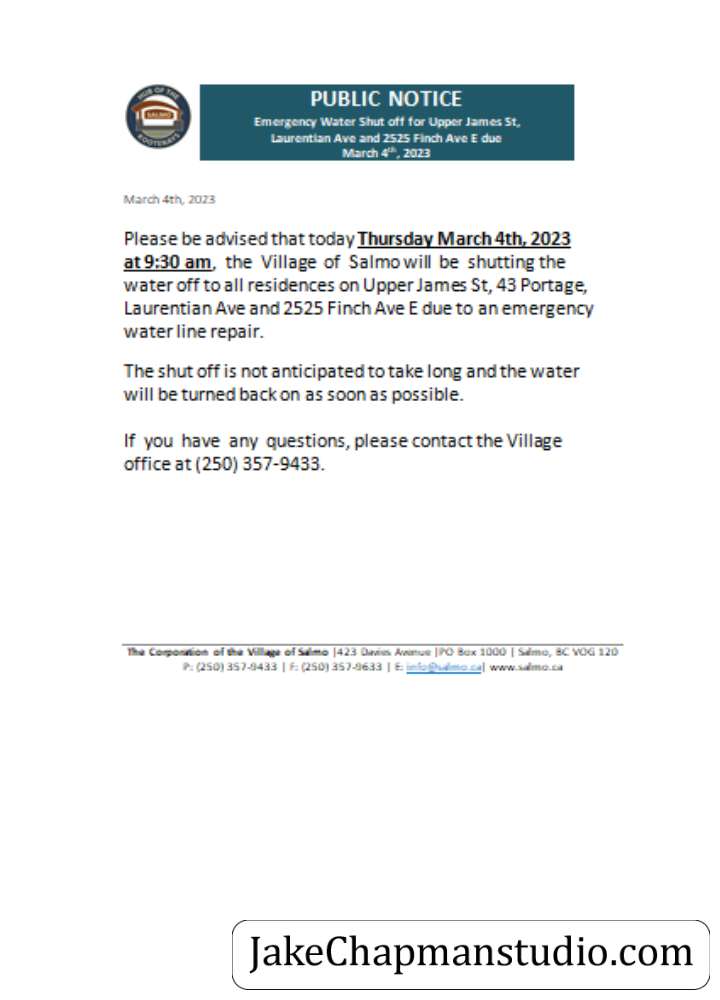 HUB OF THE
SALMO
KOOTENAYS
PUBLIC NOTICE
Emergency Water Shut off for Upper James St,
Laurentian Ave and 2525 Finch Ave E due
March 4th, 2023
March 4th, 2023
Please be advised that today Thursday March 4th, 2023
at 9:30 am, the Village of Salmo will be shutting the
water off to all residences on Upper James St, 43 Portage,
Laurentian Ave and 2525 Finch Ave E due to an emergency
water line repair.
The shut off is not anticipated to take long and the water
will be turned back on as soon as possible.
If you have any questions, please contact the Village
office at (250) 357-9433.
The Corporation of the Village of Salmo |423 Davies Avenue |PO Box 1000 | Salmo, BC V0G 1Z0
P: (250) 357-9433 | F: (250) 357-9633 | E: info@salmo.ca| www.salmo.ca
JakeChapmanstudio.com